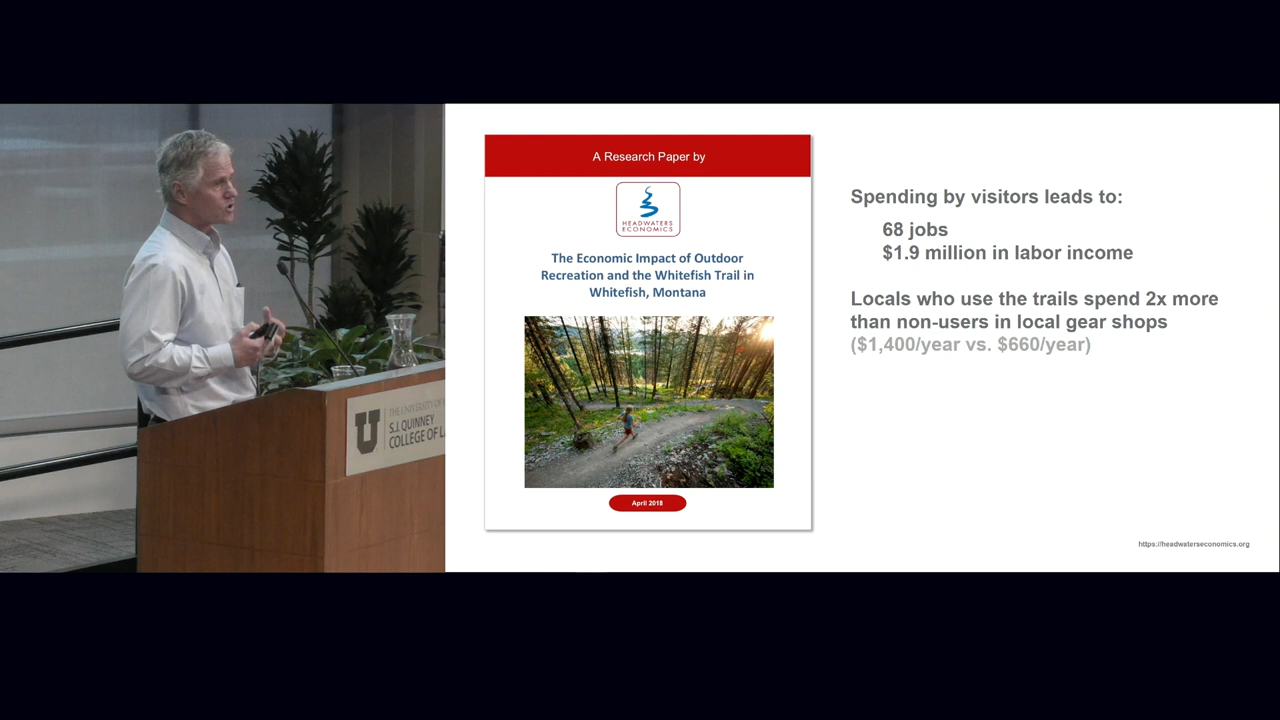 THE UNIVERSITY OF
S.J. QUINNEY
COLLEGE OF
U
A Research Paper by
HEADWATERS
ECONOMICS
The Economic Impact of Outdoor
Recreation and the Whitefish Trail in
Whitefish, Montana
April 2018
Spending by visitors leads to:
68 jobs
$1.9 million in labor income
Locals who use the trails spend 2x more
than non-users in local gear shops
($1,400/year vs. $660/year)
https://headwaterseconomics.org